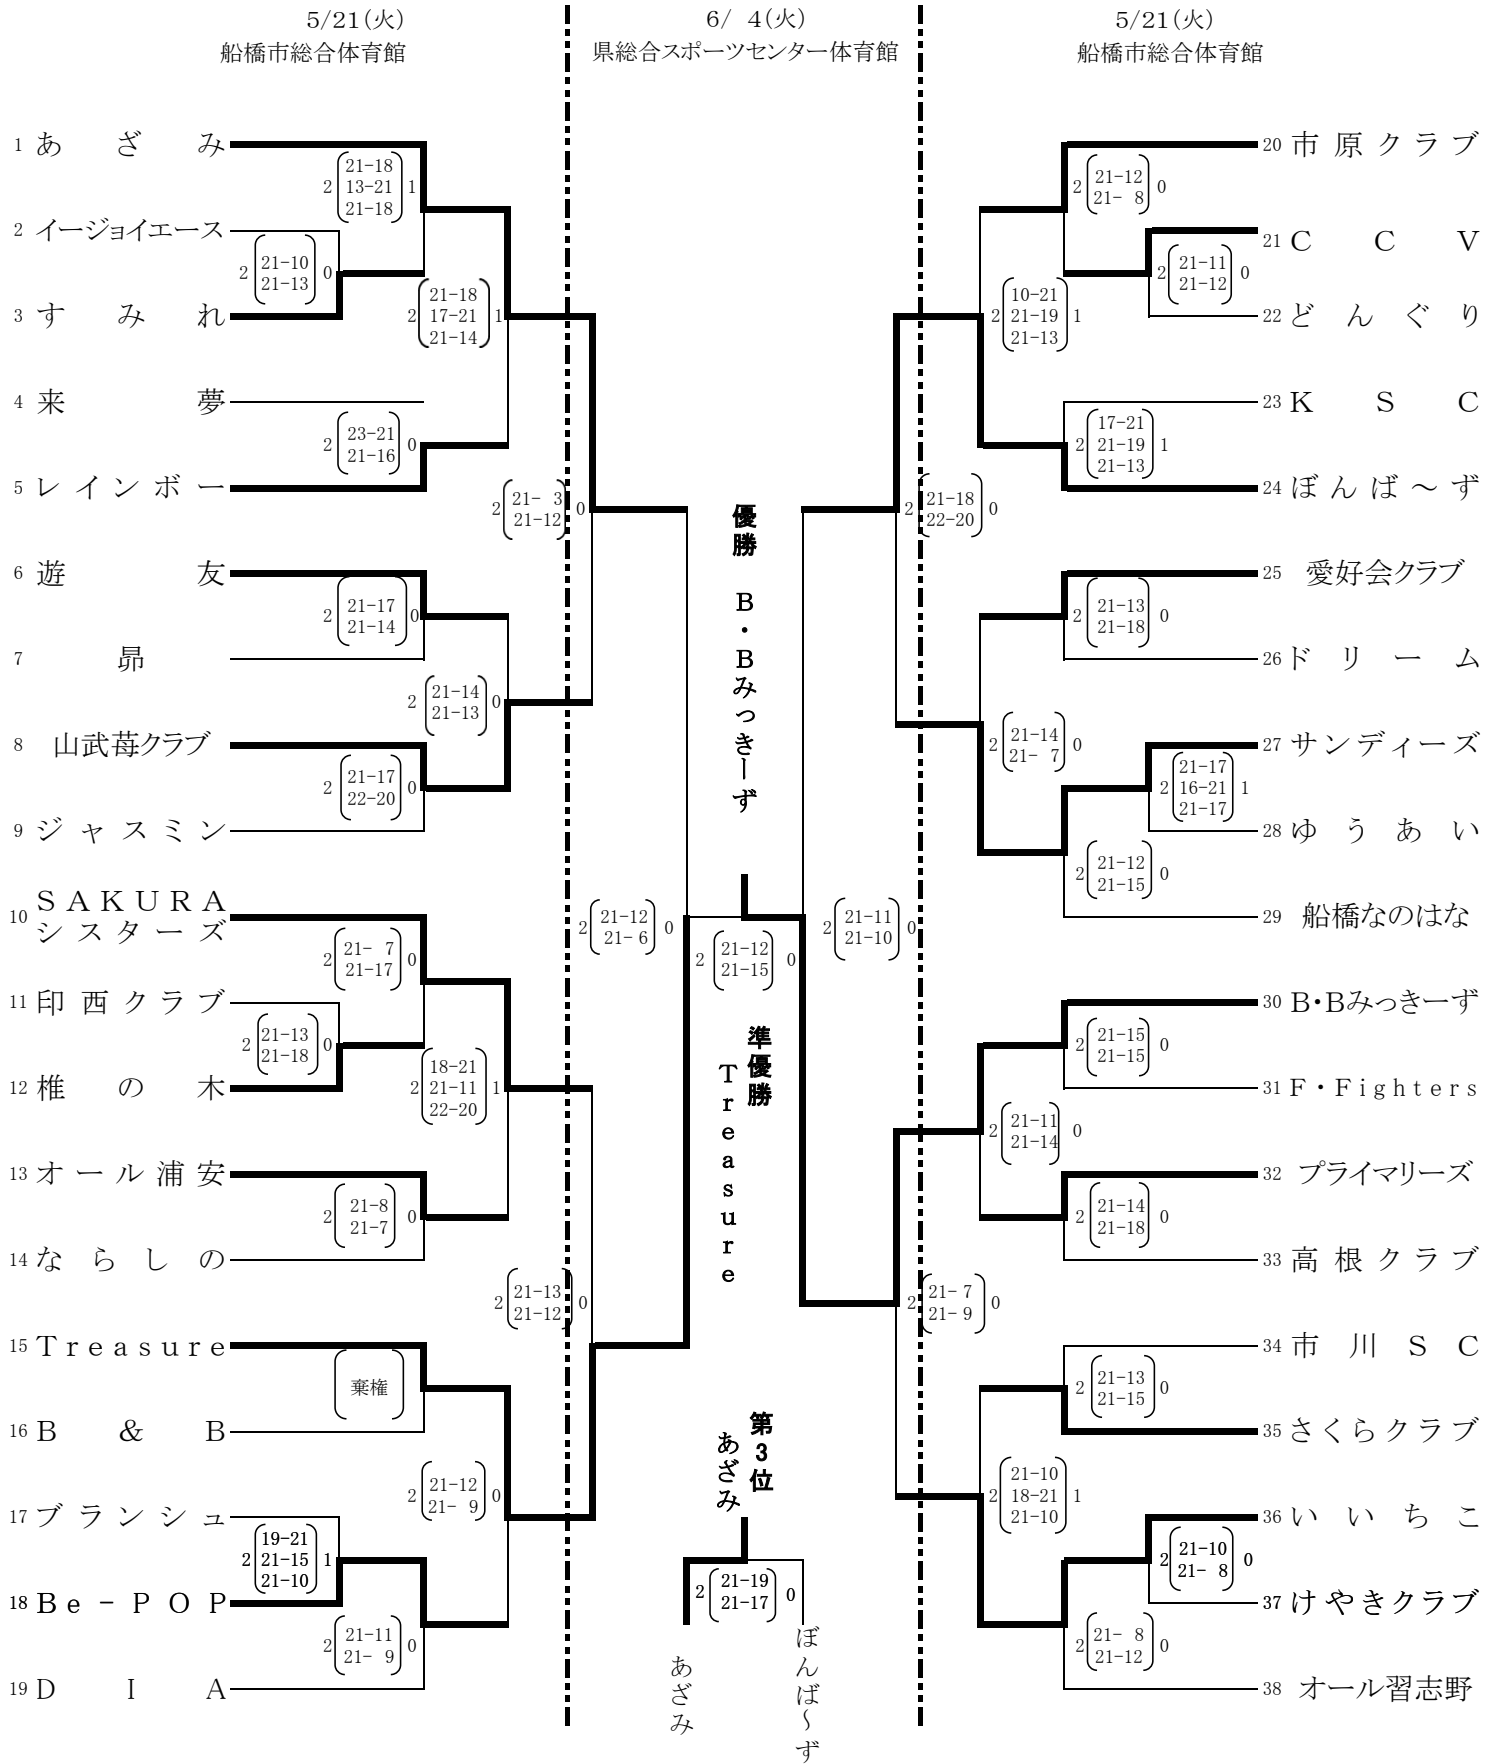 5/21(火)
船橋市総合体育館
6/ 4(火)
県総合スポーツセンター体育館
5/21(火)
船橋市総合体育館
1 あざみ
2 イージョイエース
3 すみれ
4 来夢
5 レインボー
6 遊友
7 昴
8 山武苺クラブ
9 ジャスミン
10 SAKURA
シスターズ
11 印西クラブ
12 椎の木
13 オール浦安
14 ならしの
15 Treasure
16 B & B
17 ブランシュ
18 Be-POP
19 DIA
2 21-18 1
13-21
21-18
2 21-10 0
21-13
2 21-18 1
17-21
21-14
2 23-21 0
21-16
2 21- 3 0
21-12
2 21-17 0
21-14
2 21-14 0
21-13
2 21-17 0
22-20
2 21-12 0
21- 6
2 21- 7 0
21-17
2 21-13 0
21-18
2 18-21 1
21-11
22-20
2 21-8 0
21-7
2 21-13 0
21-12
棄権
2 21-12 0
21- 9
2 19-21 1
21-15
21-10
2 21-11 0
21- 9
優勝 B・Bみっきーず
2 21-12 0
21-15
準優勝
Treasure
第3位
あざみ
2 21-19 0
21-17
あざみ
ぼんば～ず
20 市原クラブ
21 CCV
22 どんぐり
23 KSC
24 ぼんば～ず
25 愛好会クラブ
26 ドリーム
27 サンディーズ
28 ゆうあい
29 船橋なのはな
30 B・Bみっきーず
31 F・Fighters
32 プライマリーズ
33 高根クラブ
34 市川SC
35 さくらクラブ
36 いいちこ
37 けやきクラブ
38 オール習志野
2 21-12 0
21- 8
2 21-11 0
21-12
2 10-21 1
21-19
21-13
2 17-21 1
21-19
21-13
2 21-18 0
22-20
2 21-13 0
21-18
2 21-14 0
21- 7
2 21-17 1
16-21
21-17
2 21-12 0
21-15
2 21-11 0
21-10
2 21-15 0
21-15
2 21-11 0
21-14
2 21-14 0
21-18
2 21- 7 0
21- 9
2 21-13 0
21-15
2 21-10 1
18-21
21-10
2 21-10 0
21- 8
2 21- 8 0
21-12